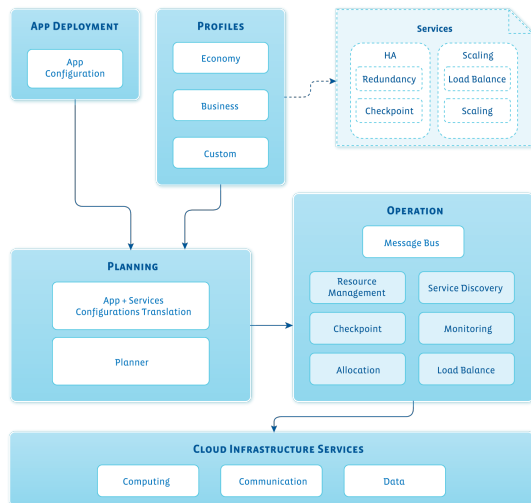 APP DEPLOYMENT
App
Configuration
PROFILES
Economy
Business
Custom
Services
HA
Redundancy
Checkpoint
Scaling
Load Balance
Scaling
PLANNING
App + Services
Configurations Translation
Planner
OPERATION
Message Bus
Resource
Management
Service Discovery
Checkpoint
Monitoring
Allocation
Load Balance
CLOUD INFRASTRUCTURE SERVICES
Computing
Communication
Data